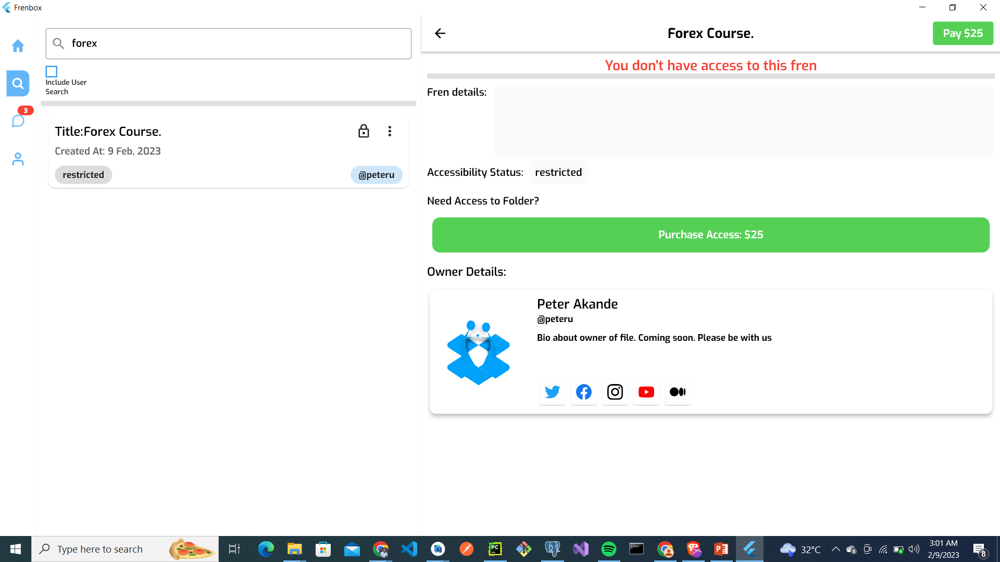 Frenbox
forex
Include User
Search
3
Title:Forex Course.
Created At: 9 Feb, 2023
restricted
@peteru
Forex Course.
Pay $25
You don't have access to this fren
Fren details:
Accessibility Status: restricted
Need Access to Folder?
Purchase Access: $25
Owner Details:
Peter Akande
@peteru
Bio about owner of file. Coming soon. Please be with us
Type here to search
PC
32°C
3:01 AM
2/9/2023
8